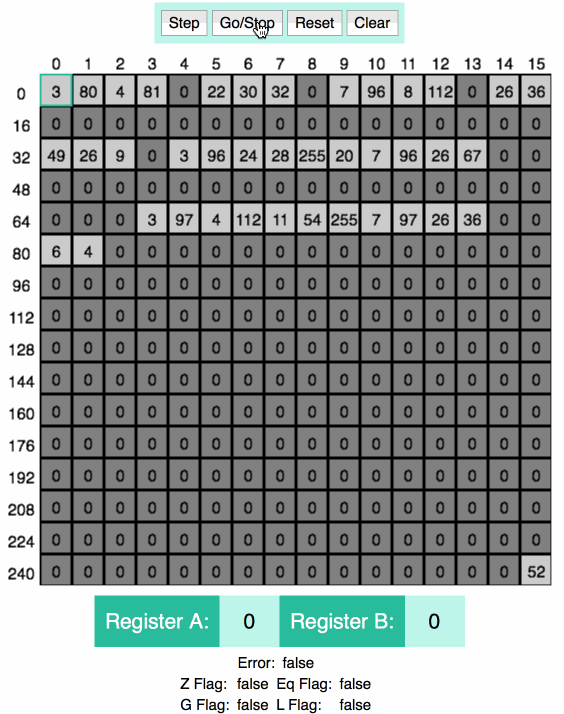 Step Go/Stop Reset Clear
0 1 2 3 4 5 6 7 8 9 10 11 12 13 14 15
0 3 80 4 81 0 22 30 32 0 7 96 8 112 0 26 36
16 0 0 0 0 0 0 0 0 0 0 0 0 0 0 0 0
32 49 26 9 0 3 96 24 28 255 20 7 96 26 67 0 0
48 0 0 0 0 0 0 0 0 0 0 0 0 0 0 0 0
64 0 0 0 3 97 4 112 11 54 255 7 97 26 36 0 0
80 6 4 0 0 0 0 0 0 0 0 0 0 0 0 0 0
96 0 0 0 0 0 0 0 0 0 0 0 0 0 0 0 0
112 0 0 0 0 0 0 0 0 0 0 0 0 0 0 0 0
128 0 0 0 0 0 0 0 0 0 0 0 0 0 0 0 0
144 0 0 0 0 0 0 0 0 0 0 0 0 0 0 0 0
160 0 0 0 0 0 0 0 0 0 0 0 0 0 0 0 0
176 0 0 0 0 0 0 0 0 0 0 0 0 0 0 0 0
192 0 0 0 0 0 0 0 0 0 0 0 0 0 0 0 0
208 0 0 0 0 0 0 0 0 0 0 0 0 0 0 0 0
224 0 0 0 0 0 0 0 0 0 0 0 0 0 0 0 0
240 0 0 0 0 0 0 0 0 0 0 0 0 0 0 0 52
Register A: 0 Register B: 0
Error: false
Z Flag: false Eq Flag: false
G Flag: false L Flag: false